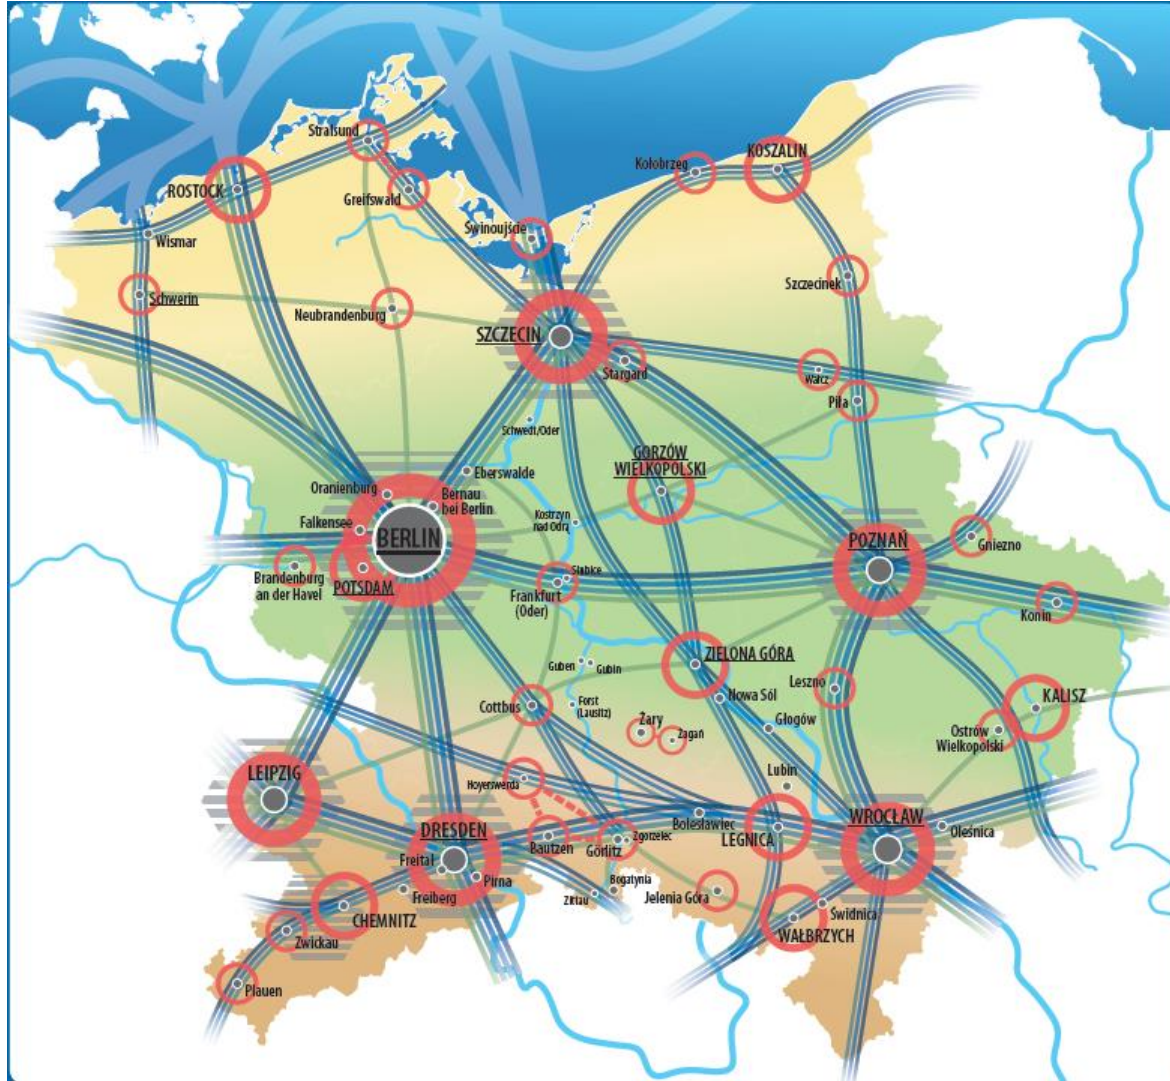 Stralsund
Kołobrzeg
KOSZALIN
ROSTOCK
Greifswald
Świnoujście
Wismar
Schwerin
Szczecinek
Neubrandenburg
SZCZECIN
Stargard
Wałcz
Piła
Schwedt/Oder
GORZÓW
WIELKOPOLSKI
Eberswalde
Oranienburg
Bernau
bei Berlin
Falkensee
Kostrzyn
nad Odrą
BERLIN
POZNAŃ
Gniezno
Brandenburg
an der Havel
POTSDAM
Słubice
Frankfurt
(Oder)
Konin
Guben
Gubin
ZIELONA GÓRA
Leszno
Nowa Sól
KALISZ
Cottbus
Forst
(Lausitz)
Żary
Żagań
Głogów
Ostrów
Wielkopolski
LEIPZIG
Hoyerswerda
Lubin
DRESDEN
Bolesławiec
WROCŁAW
Bautzen
Görlitz
Zgorzelec
LEGNICA
Oleśnica
Freital
Pirna
Freiberg
Zittau
Bogatynia
Jelenia Góra
Świdnica
CHEMNITZ
WAŁBRZYCH
Zwickau
Plauen